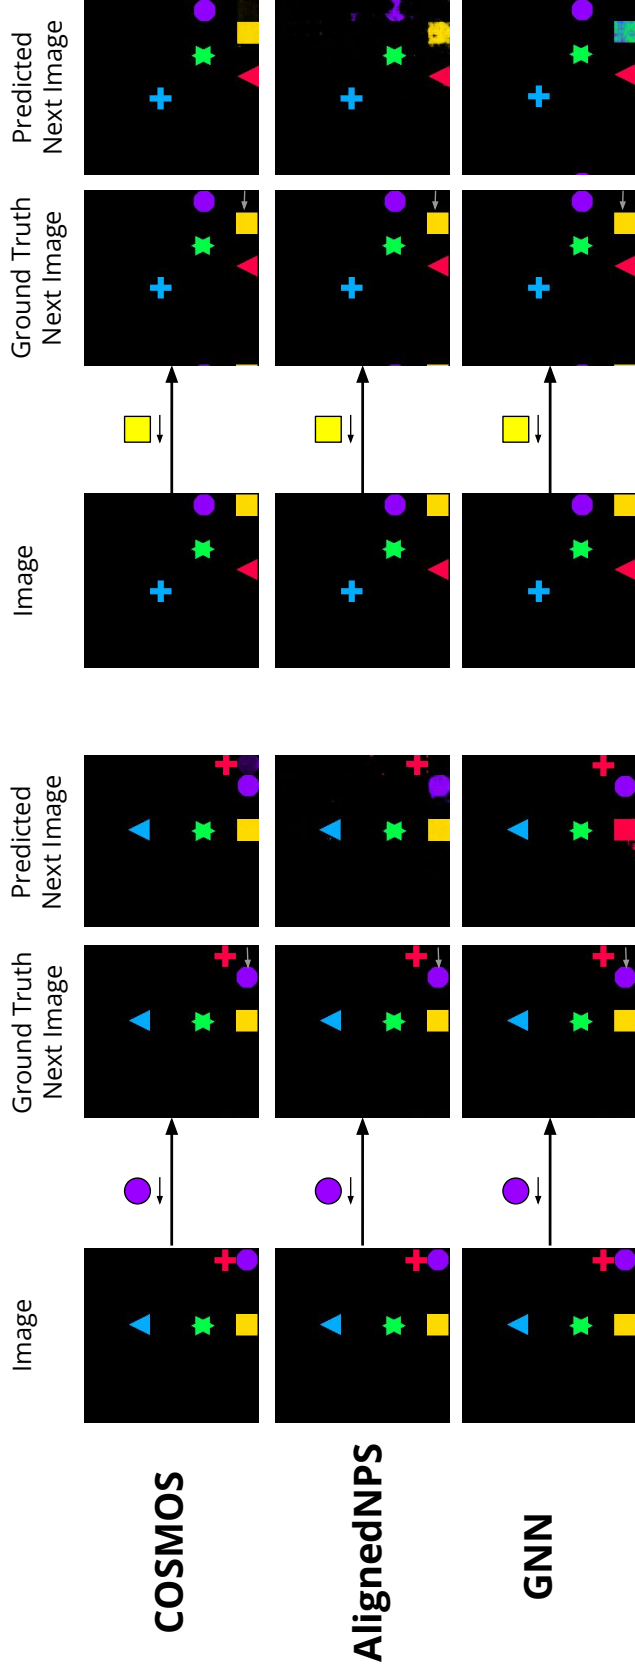 Image
Ground Truth
Next Image
Predicted
Next Image
Image
Ground Truth
Next Image
Predicted
Next Image
COSMOS
AlignedNPS
GNN